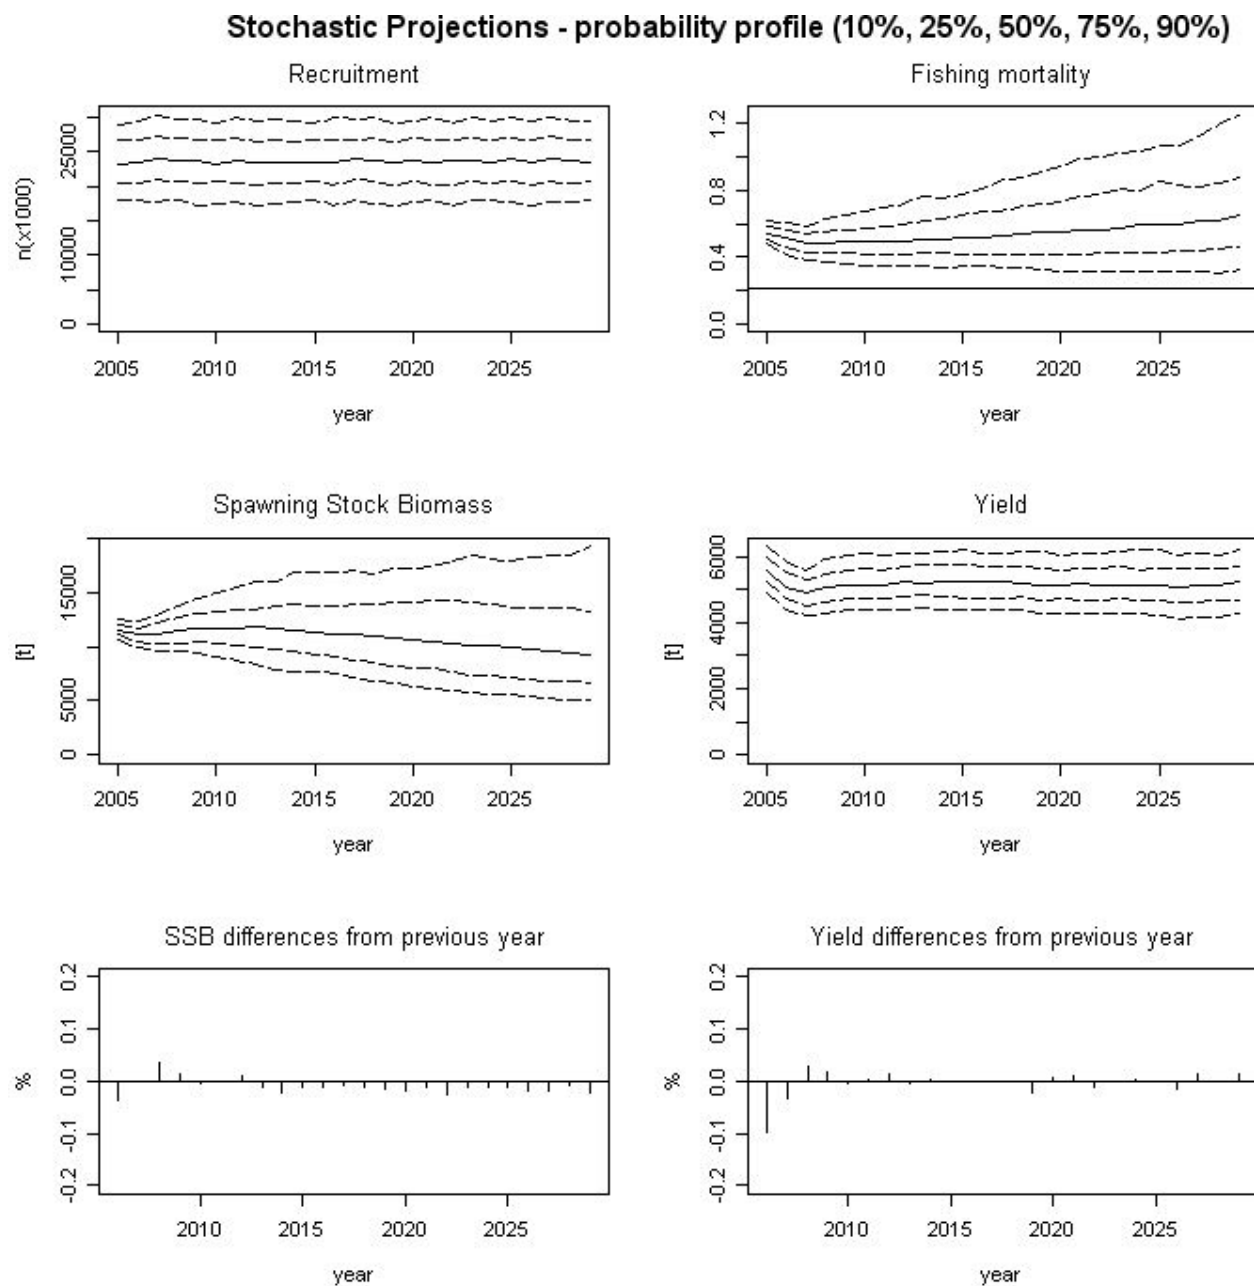 Stochastic Projections - probability profile (10%, 25%, 50%, 75%, 90%)
Recruitment
n(x1000)
25000
10000
0
2005 2010 2015 2020 2025
year
Fishing mortality
1.2
0.8
0.4
0.0
2005 2010 2015 2020 2025
year
Spawning Stock Biomass
[t]
15000
5000
0
2005 2010 2015 2020 2025
year
Yield
[t]
6000
4000
2000
0
2005 2010 2015 2020 2025
year
SSB differences from previous year
%
0.2
0.1
0.0
-0.1
-0.2
2010 2015 2020 2025
year
Yield differences from previous year
%
0.2
0.1
0.0
-0.1
-0.2
2010 2015 2020 2025
year